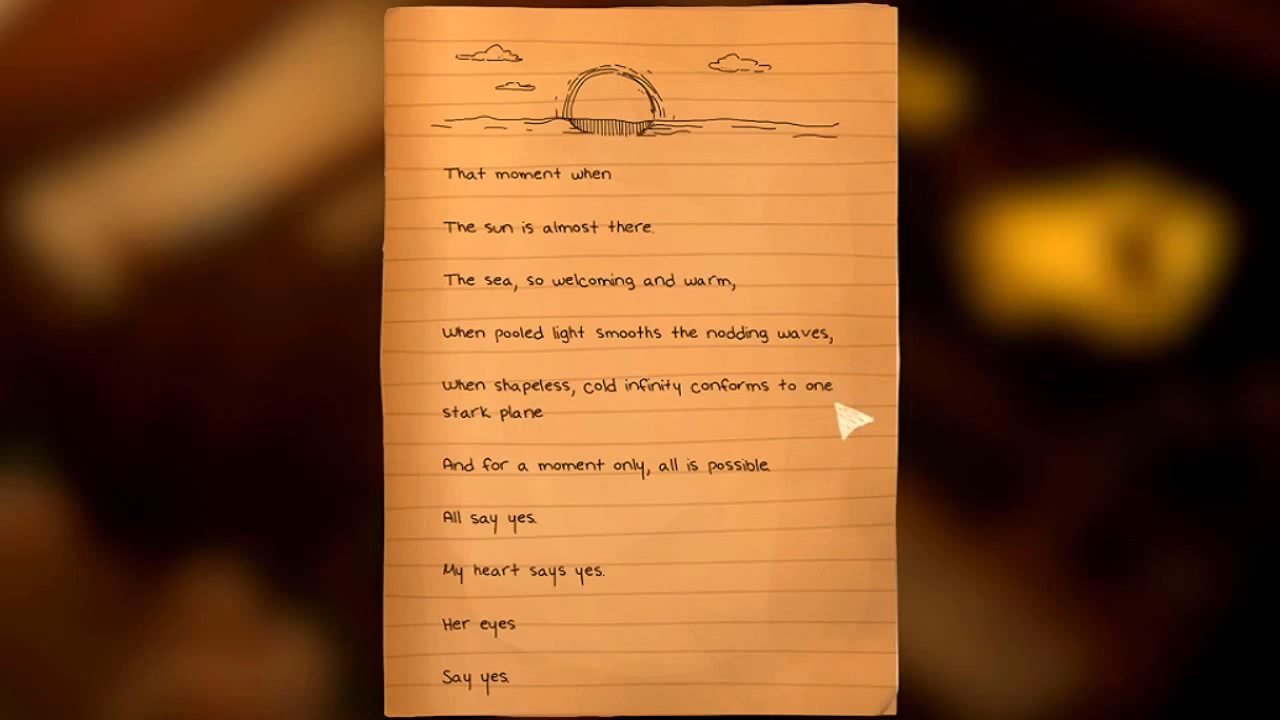 That moment when
The sun is almost there.
The sea, so welcoming and warm,
When pooled light smooths the nodding waves,
When shapeless, cold infinity conforms to one
stark plane
And for a moment only, all is possible.
All say yes.
My heart says yes.
Her eyes
Say yes.